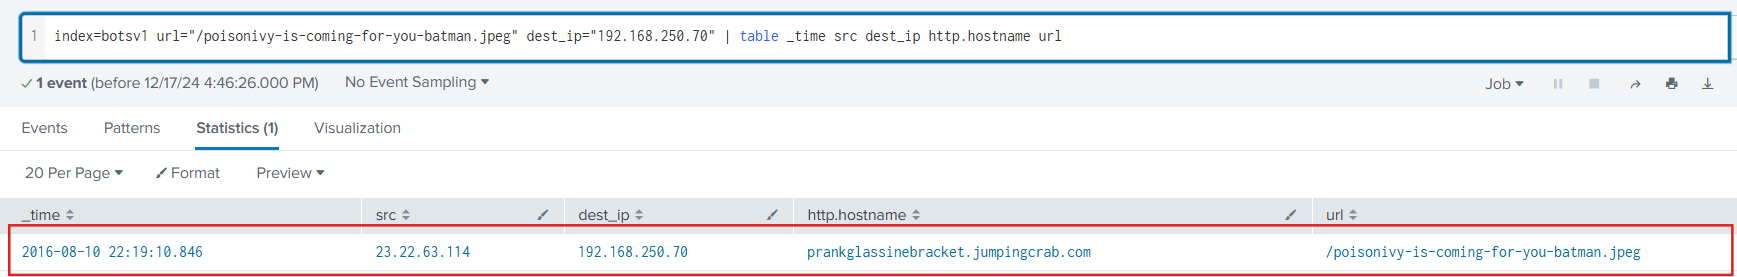 1 index=botsv1 url="/poisonivy-is-coming-for-you-batman.jpeg" dest_ip="192.168.250.70" | table _time src dest_ip http.hostname url
✓ 1 event (before 12/17/24 4:46:26.000 PM) No Event Sampling Job
Events Patterns Statistics (1) Visualization
20 Per Page Format Preview
_time src dest_ip http.hostname url
2016-08-10 22:19:10.846 23.22.63.114 192.168.250.70 prankglassinebracket.jumpingcrab.com /poisonivy-is-coming-for-you-batman.jpeg